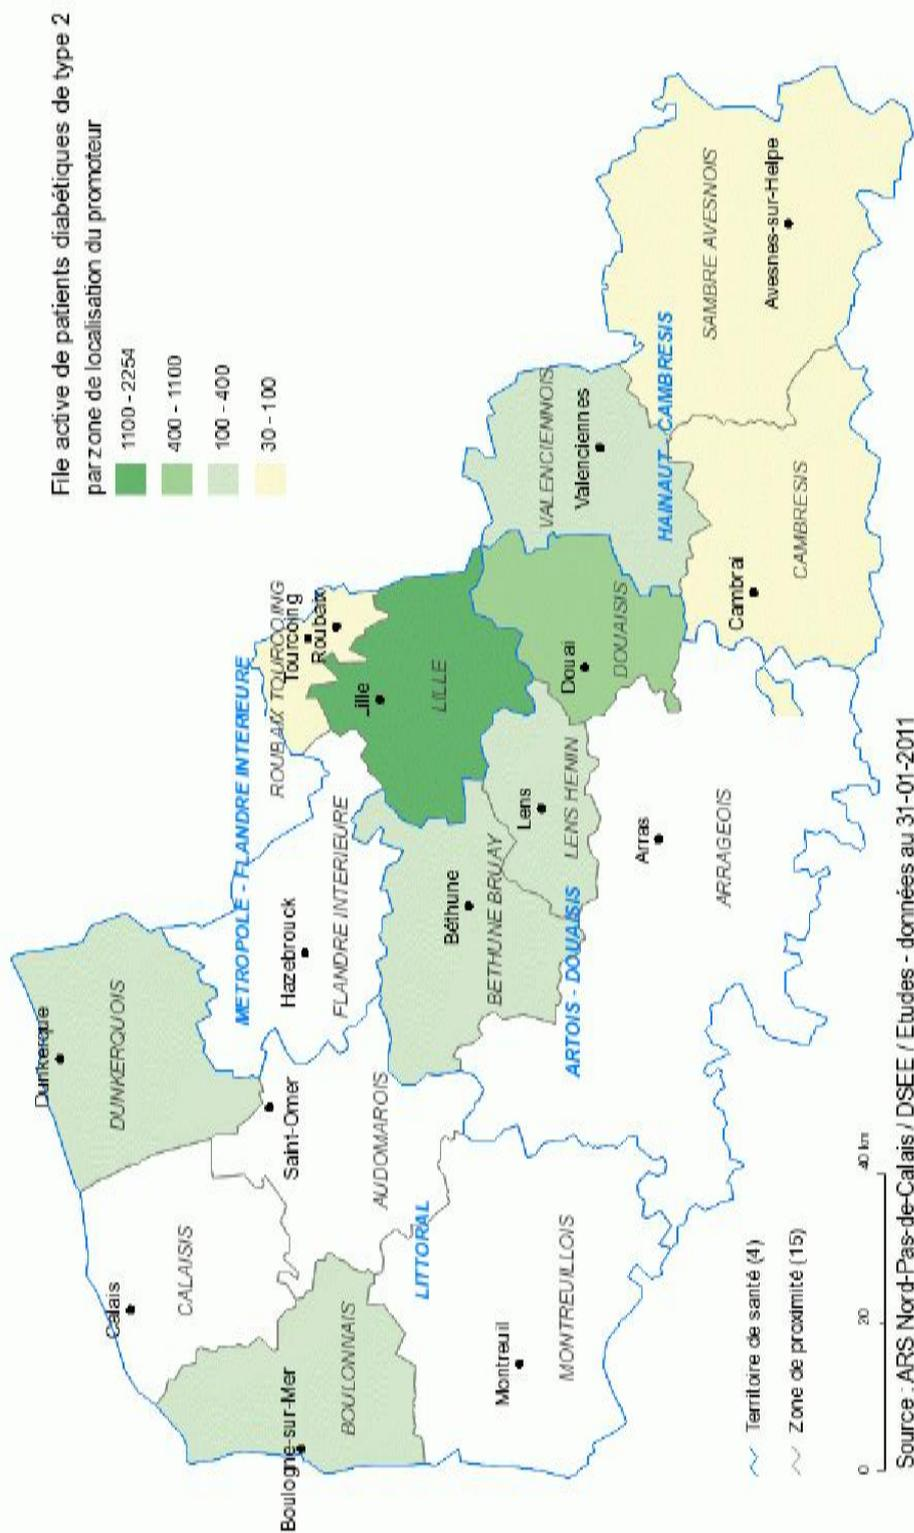 File active de patients diabétiques de type 2
par zone de localisation du promoteur
1100 - 2254
400 - 1100
100 - 400
30 - 100
Dunkerque
DUNKERQUOIS
Calais
CALAISIS
Saint-Omer
AUDOMAROIS
LITTORAL
Boulogne-sur-Mer
BOULONNAIS
Montreuil
MONTREUILLOIS
METROPOLE - FLANDRE INTERIEURE
Hazebrouck
FLANDRE INTERIEURE
ROUBAIX TOURCOING
Tourcoing
Roubaix
Lille
LILLE
Béthune
BETHUNE BRUAY
Lens
LENS HENIN
ARTOIS - DOUAISIS
Douai
DOUAISIS
Arras
ARRAGEOIS
VALENCIENNOIS
Valenciennes
HAINAUT - CAMBRESIS
Cambrai
CAMBRESIS
SAMBRE AVESNOIS
Avesnes-sur-Helpe
Territoire de santé (4)
Zone de proximité (15)
0 20 40 km
Source : ARS Nord-Pas-de-Calais / DSEE / Etudes - données au 31-01-2011